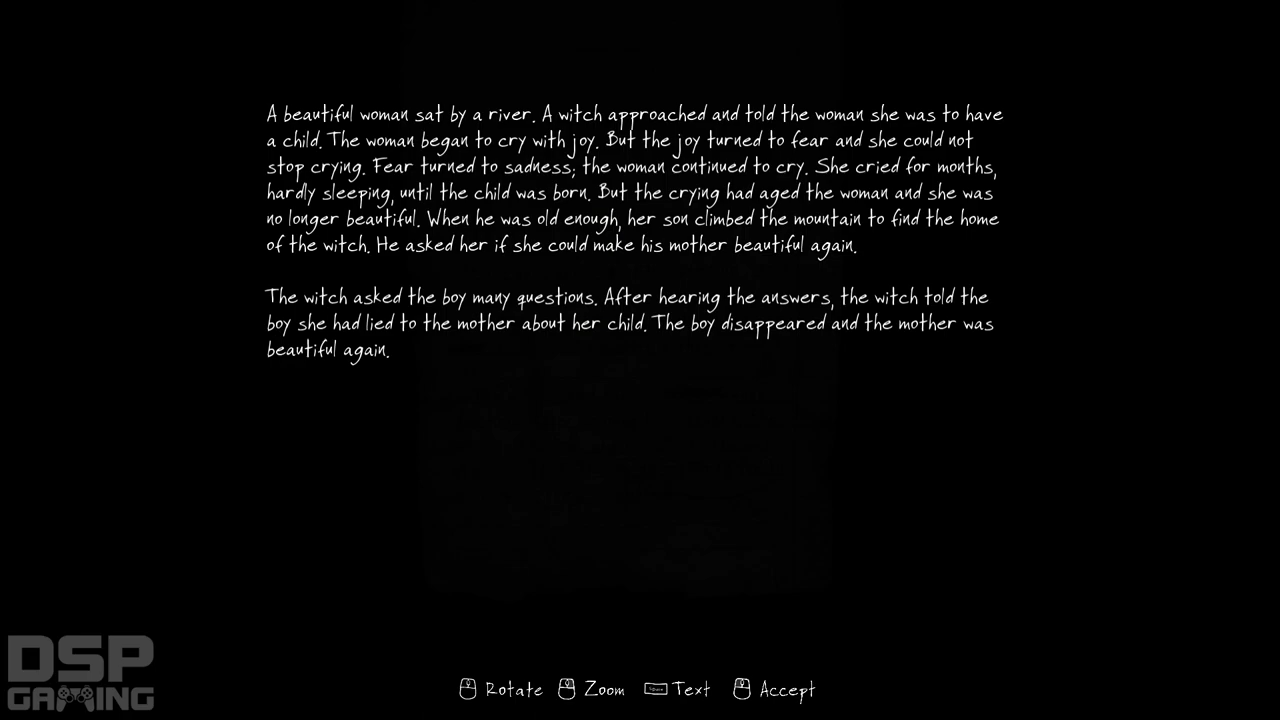 A beautiful woman sat by a river. A witch approached and told the woman she was to have
a child. The woman began to cry with joy. But the joy turned to fear and she could not
stop crying. Fear turned to sadness; the woman continued to cry. She cried for months,
hardly sleeping, until the child was born. But the crying had aged the woman and she was
no longer beautiful. When he was old enough, her son climbed the mountain to find the home
of the witch. He asked her if she could make his mother beautiful again.
The witch asked the boy many questions. After hearing the answers, the witch told the
boy she had lied to the mother about her child. The boy disappeared and the mother was
beautiful again.
DSP
GAMING
Rotate Zoom Text Accept